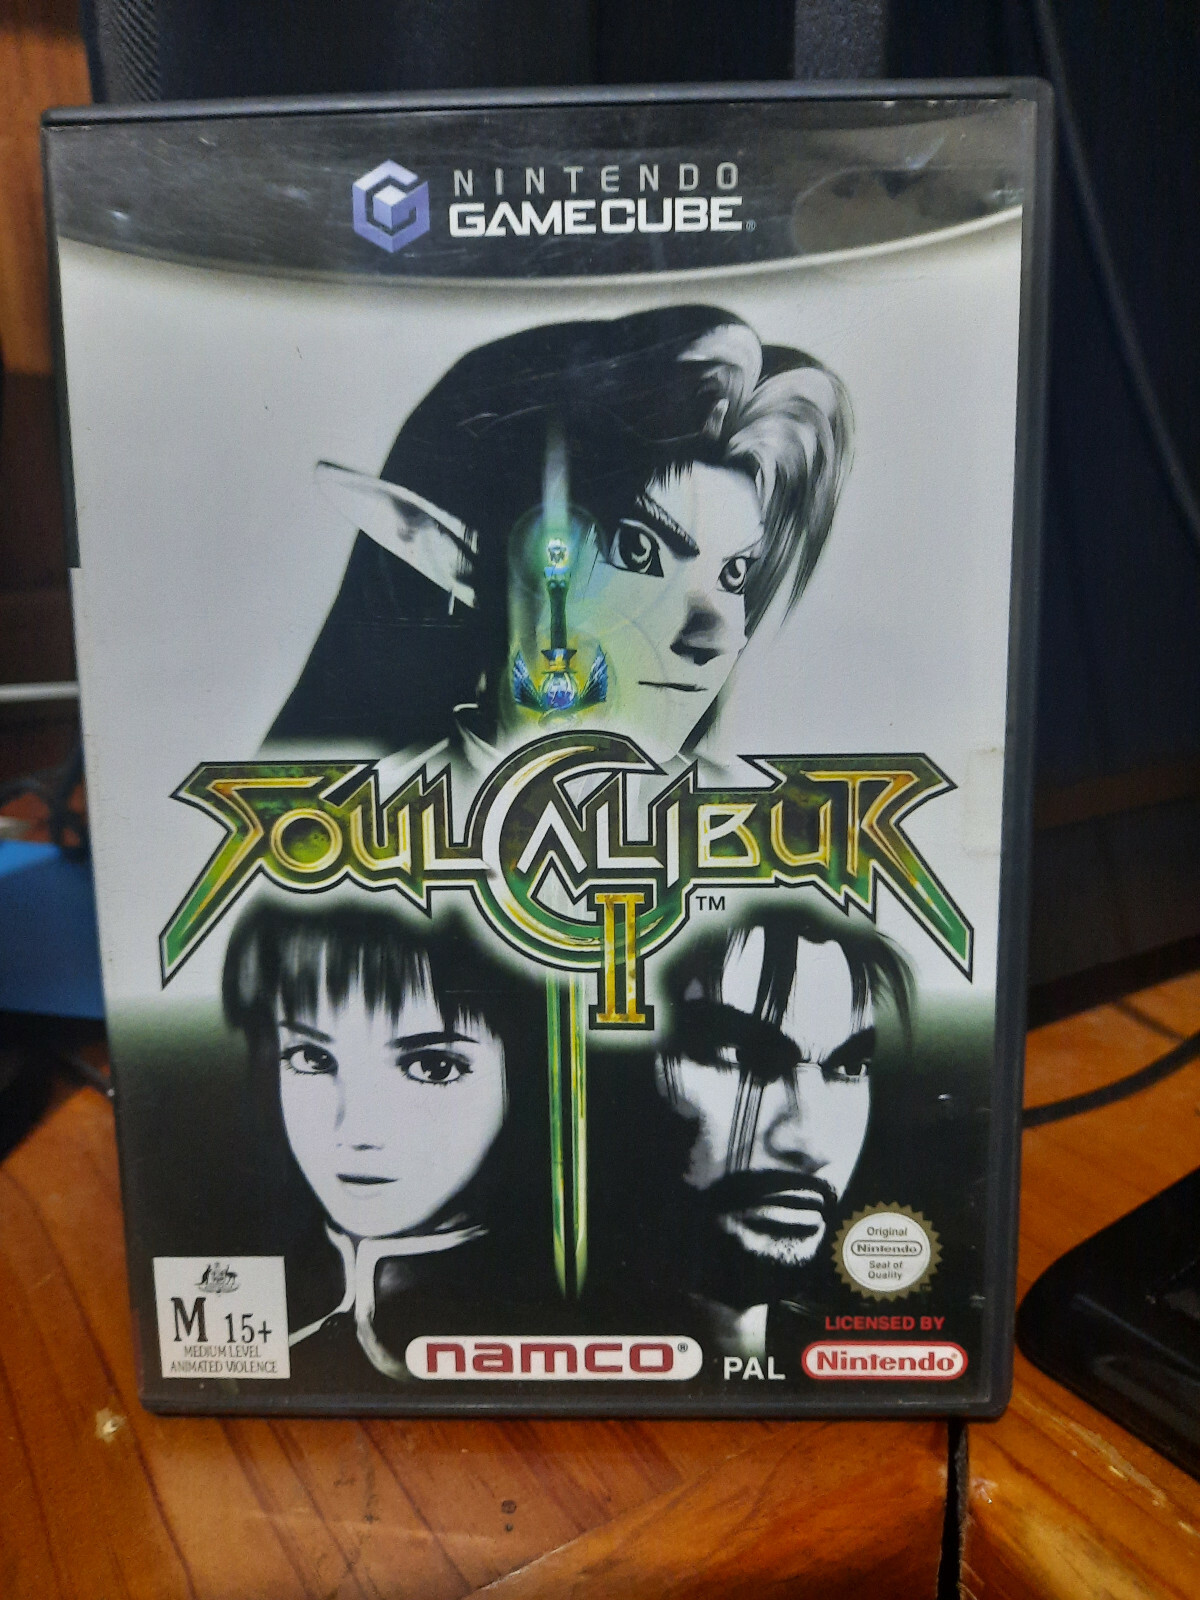 NINTENDO
GAMECUBE®
SOULCALIBUR
II™
Original
Nintendo
Seal of
Quality
M 15+
MEDIUM LEVEL
ANIMATED VIOLENCE
namco®
PAL
LICENSED BY
Nintendo®